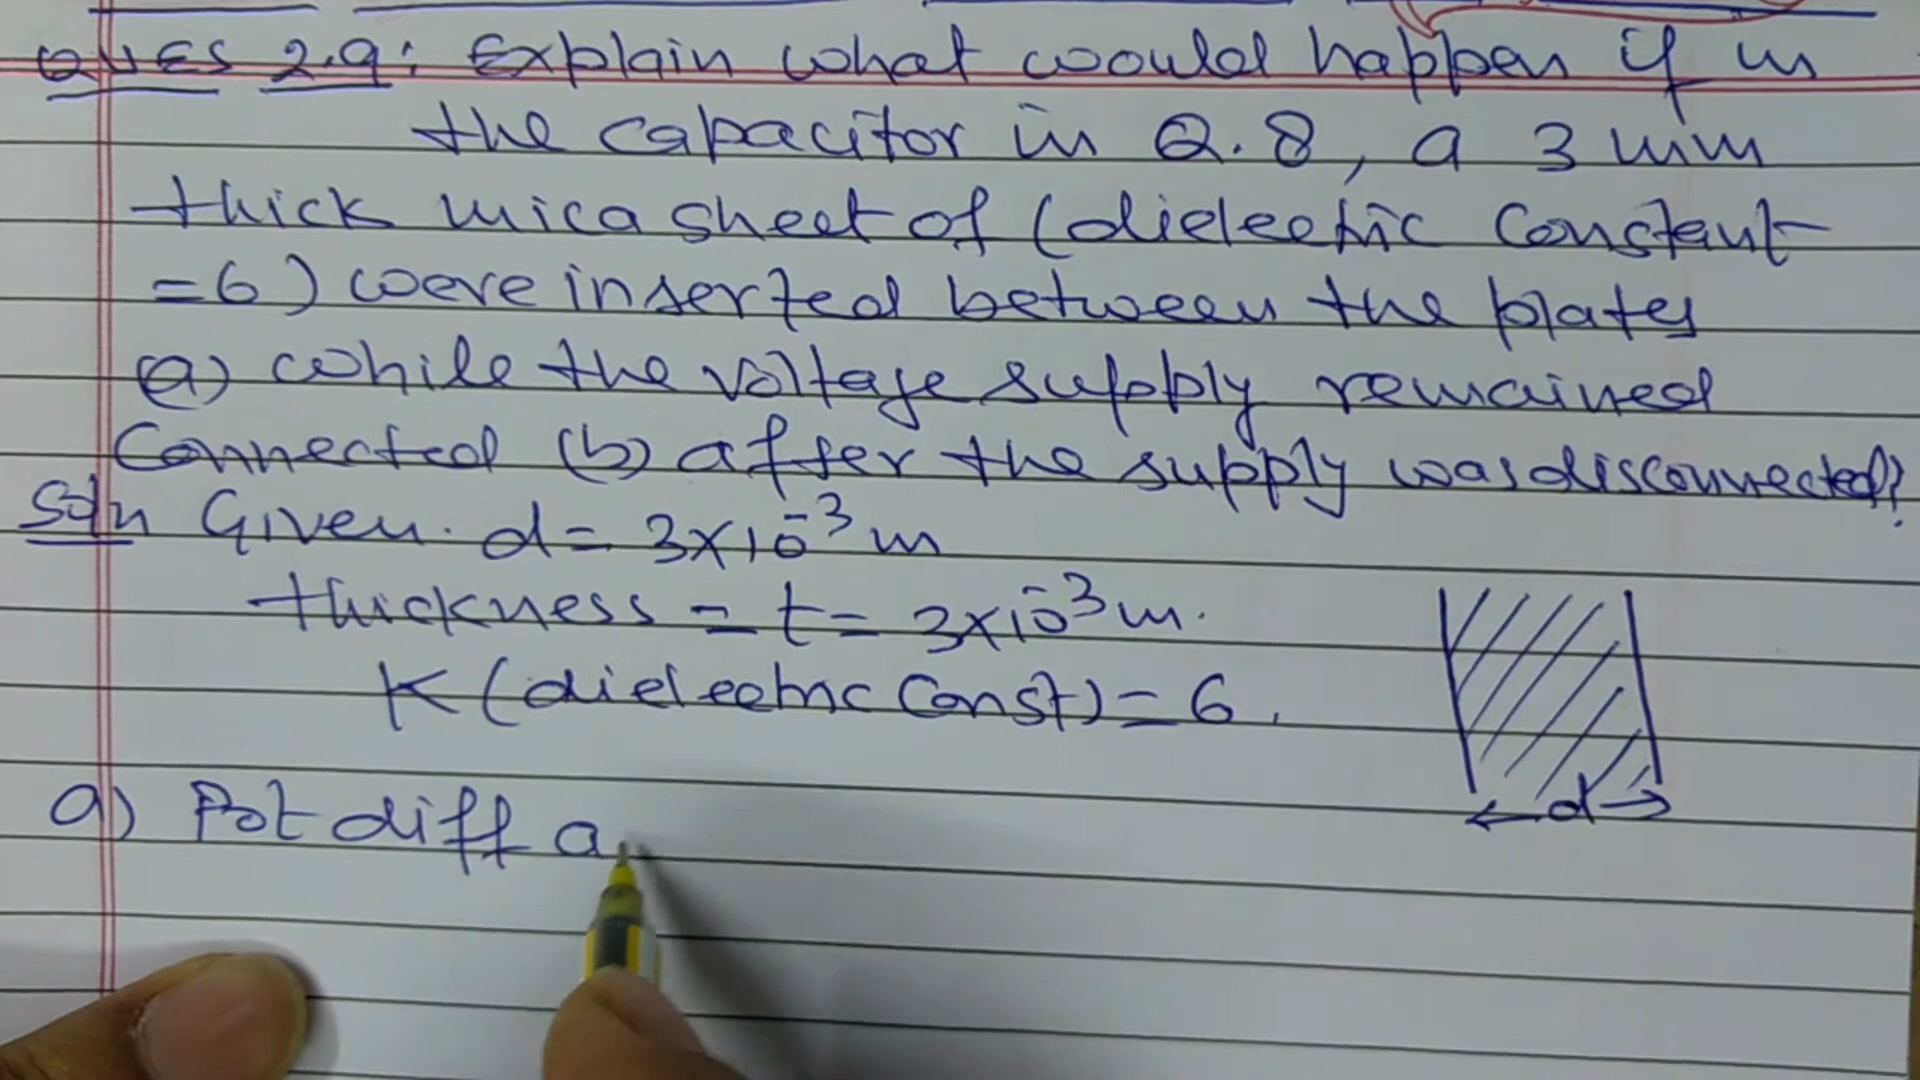 QUES 2.9: Explain what would happen if in
the capacitor in Q.8, a 3 mm
thick mica sheet of (dielectric constant
=6) were inserted between the plates
(a) while the voltage supply remained
Connected (b) after the supply was disconnected?
Soln Given. d = 3×10⁻³ m
thickness = t = 3×10⁻³ m.
K (dielectric Const) = 6.
d
a) Pot diff a